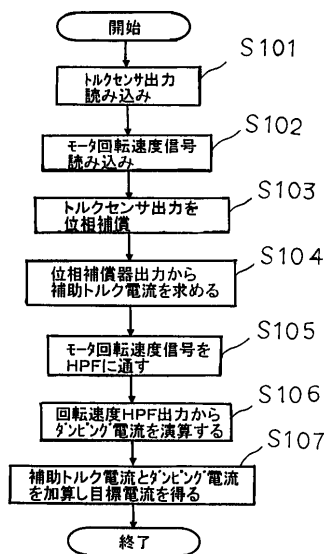 開始
S101
トルクセンサ出力
読み込み
S102
モータ回転速度信号
読み込み
S103
トルクセンサ出力を
位相補償
S104
位相補償器出力から
補助トルク電流を求める
S105
モータ回転速度信号を
HPFに通す
S106
回転速度HPF出力から
ダンピング電流を演算する
S107
補助トルク電流とダンピング電流
を加算し目標電流を得る
終了